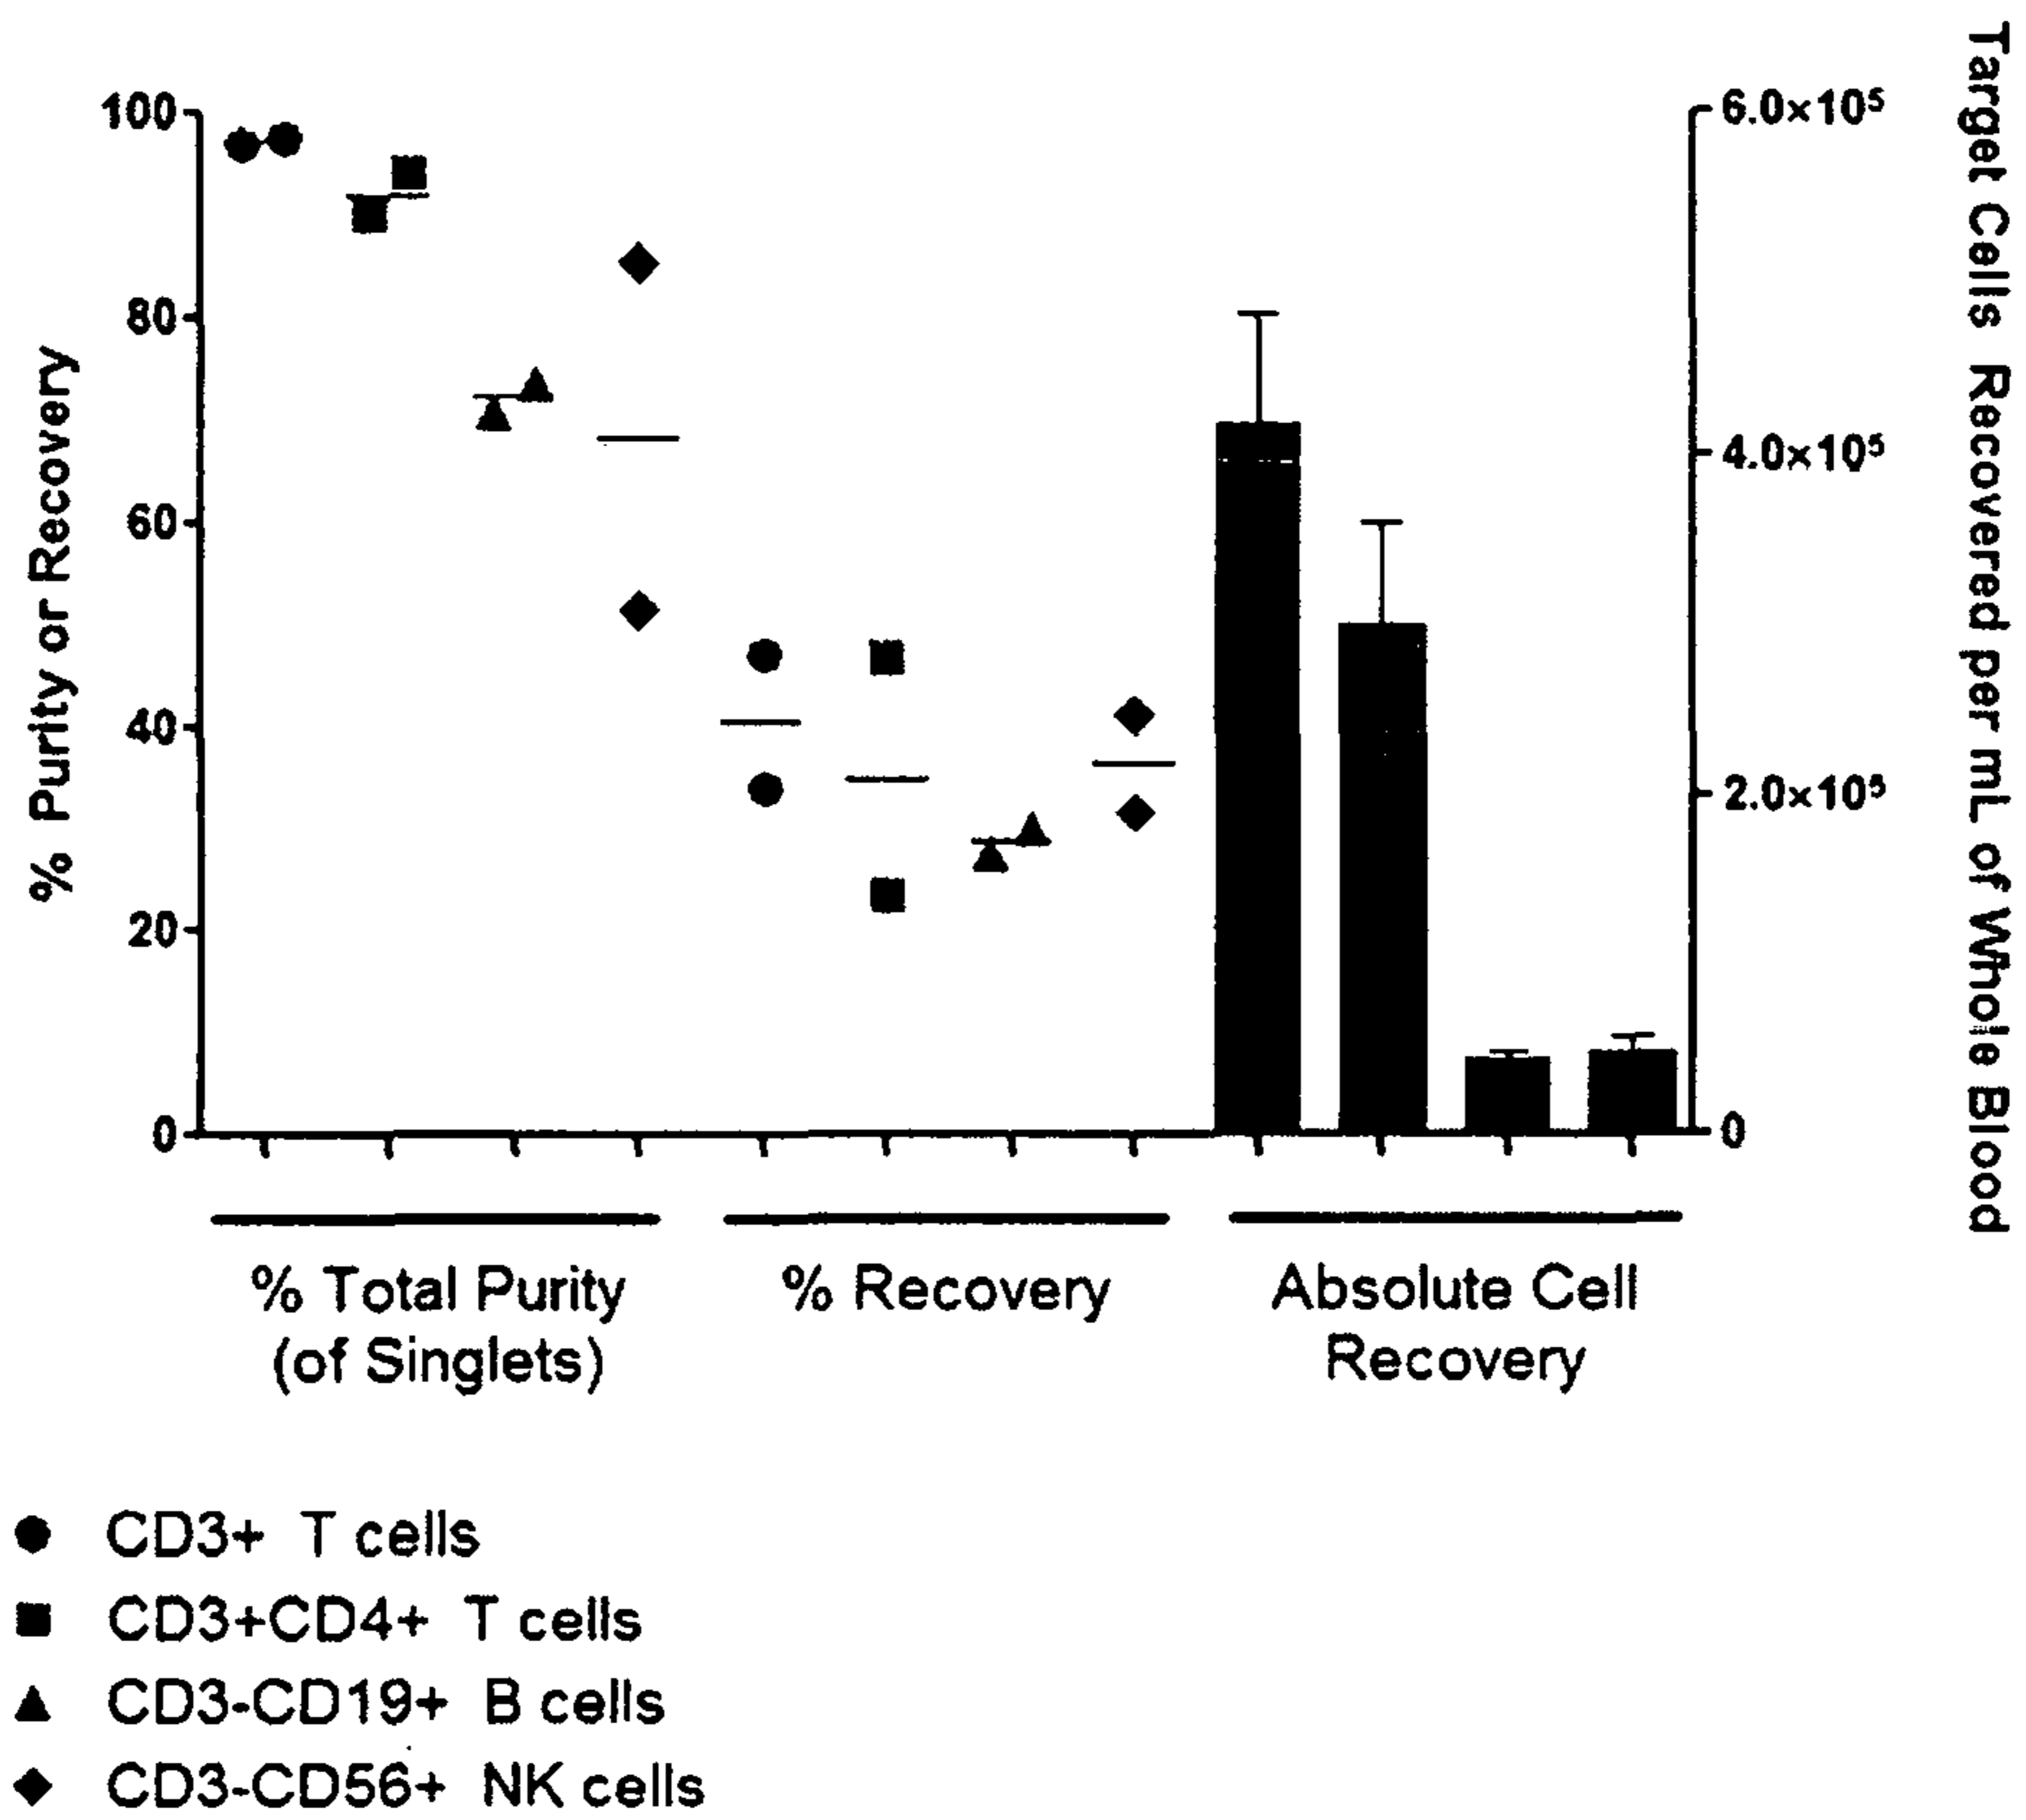 Target Cells Recovered per mL of Whole Blood
% Purity or Recovery
100
80
60
40
20
0
6.0×10⁵
4.0×10⁵
2.0×10⁵
0
% Total Purity
(of Singlets)
% Recovery
Absolute Cell
Recovery
CD3+ T cells
CD3+CD4+ T cells
CD3-CD19+ B cells
CD3-CD56+ NK cells